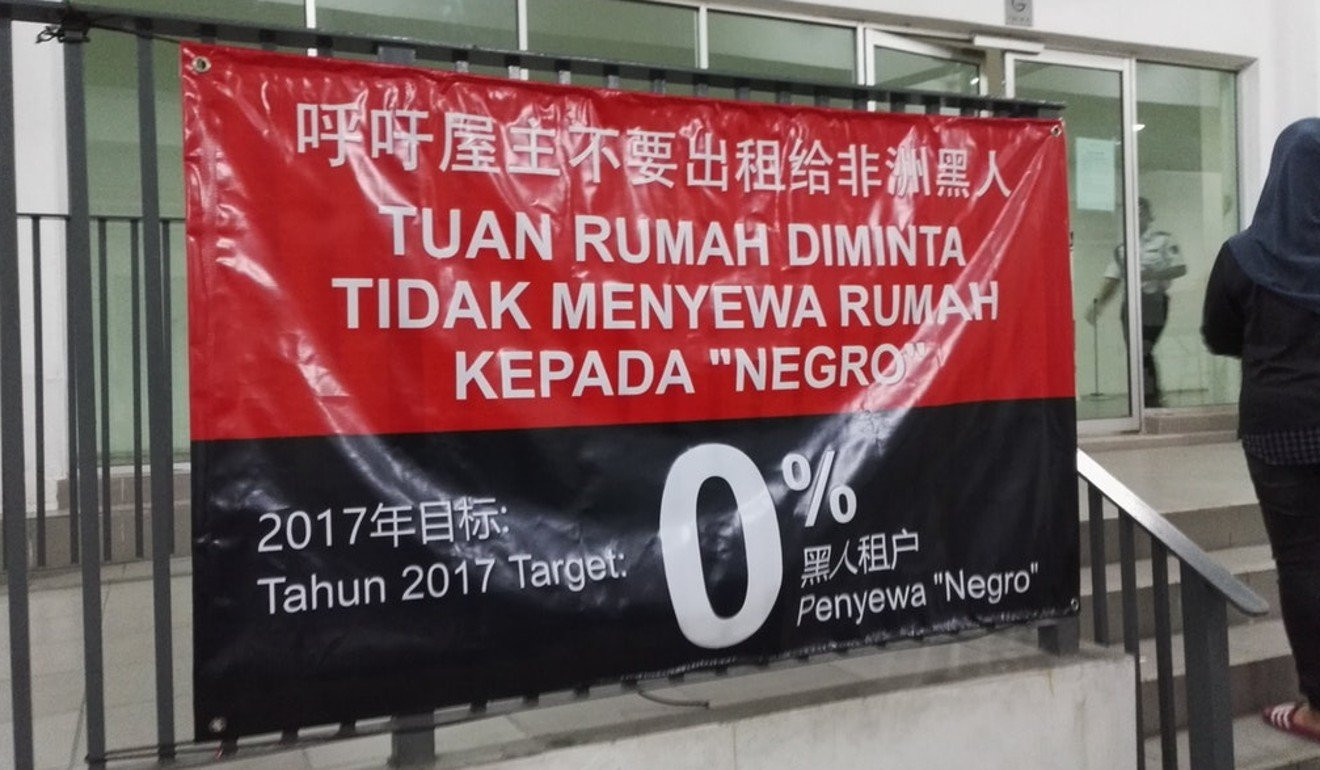 呼吁屋主不要出租给非洲黑人
TUAN RUMAH DIMINTA
TIDAK MENYEWA RUMAH
KEPADA "NEGRO"
2017年目标:
Tahun 2017 Target:
0%
黑人租户
Penyewa "Negro"